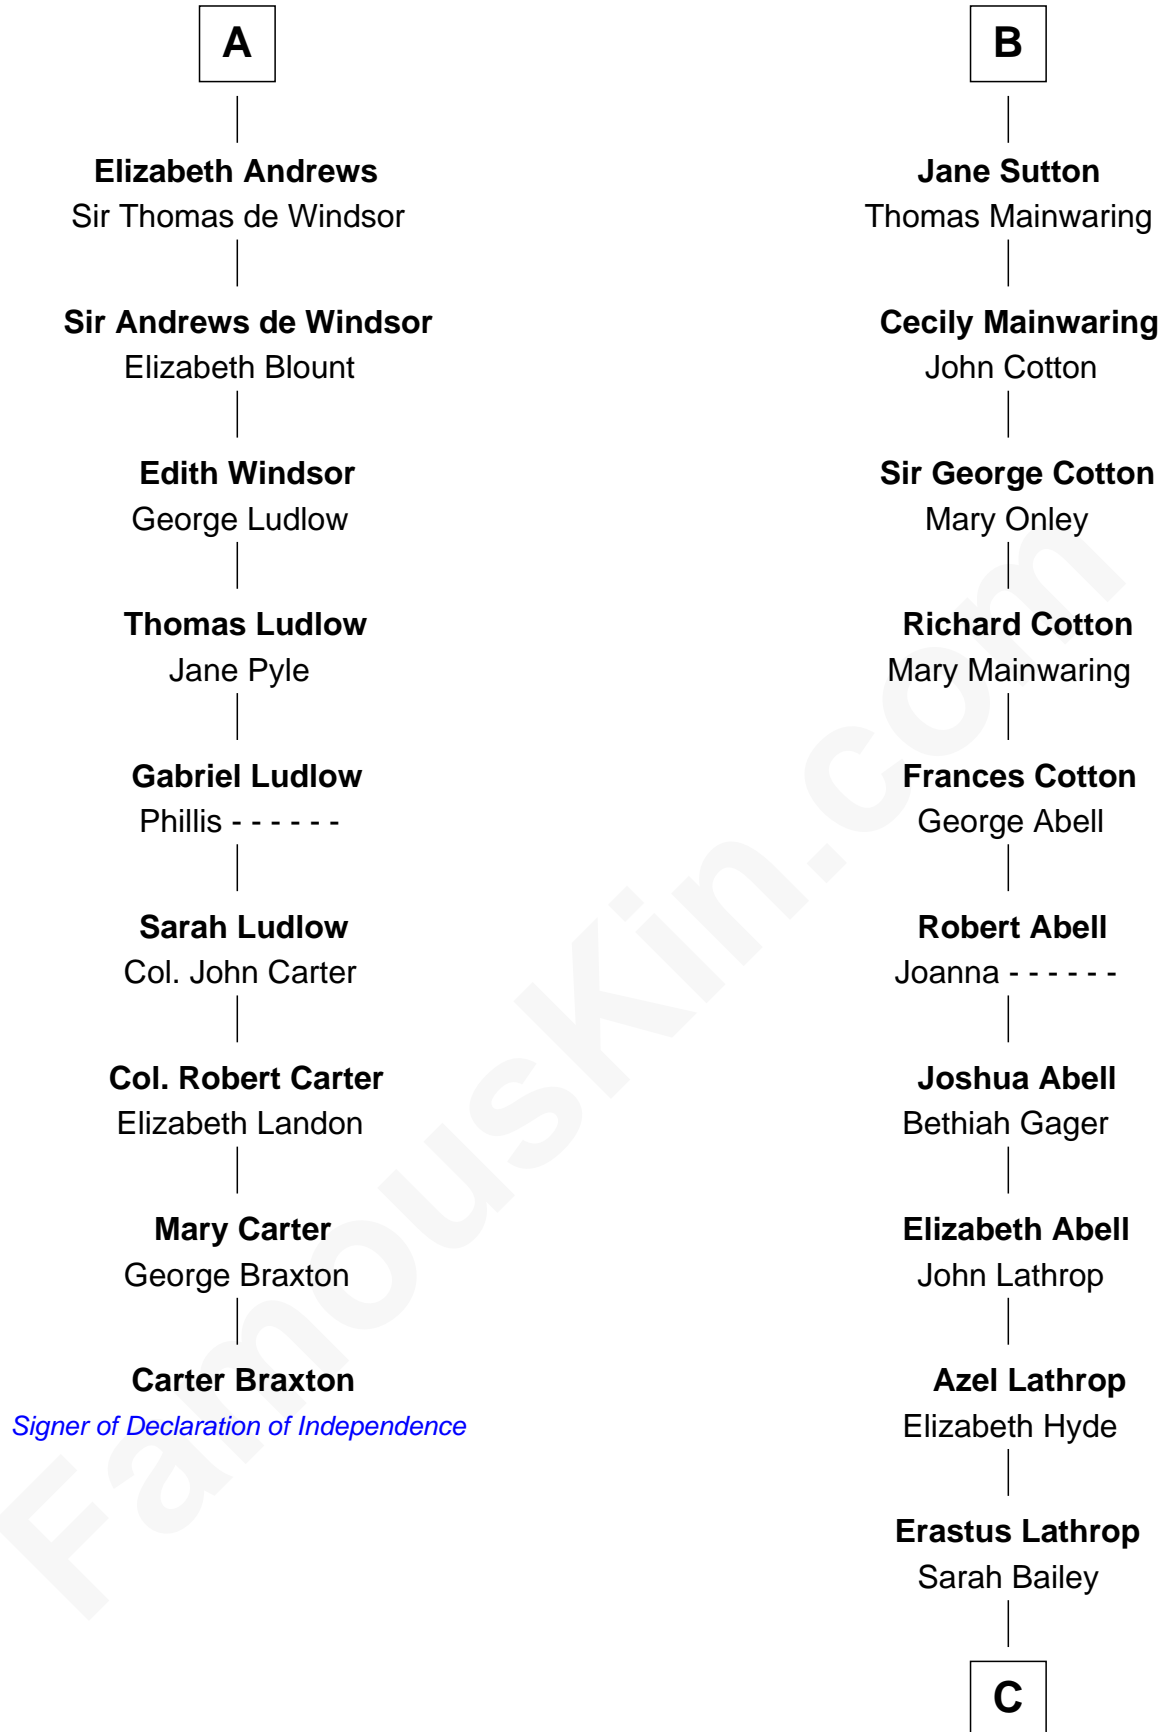 A
Elizabeth Andrews
Sir Thomas de Windsor
Sir Andrews de Windsor
Elizabeth Blount
Edith Windsor
George Ludlow
Thomas Ludlow
Jane Pyle
Gabriel Ludlow
Phillis - - - - - -
Sarah Ludlow
Col. John Carter
Col. Robert Carter
Elizabeth Landon
Mary Carter
George Braxton
Carter Braxton
Signer of Declaration of Independence
B
Jane Sutton
Thomas Mainwaring
Cecily Mainwaring
John Cotton
Sir George Cotton
Mary Onley
Richard Cotton
Mary Mainwaring
Frances Cotton
George Abell
Robert Abell
Joanna - - - - - -
Joshua Abell
Bethiah Gager
Elizabeth Abell
John Lathrop
Azel Lathrop
Elizabeth Hyde
Erastus Lathrop
Sarah Bailey
C
FamousKin.com